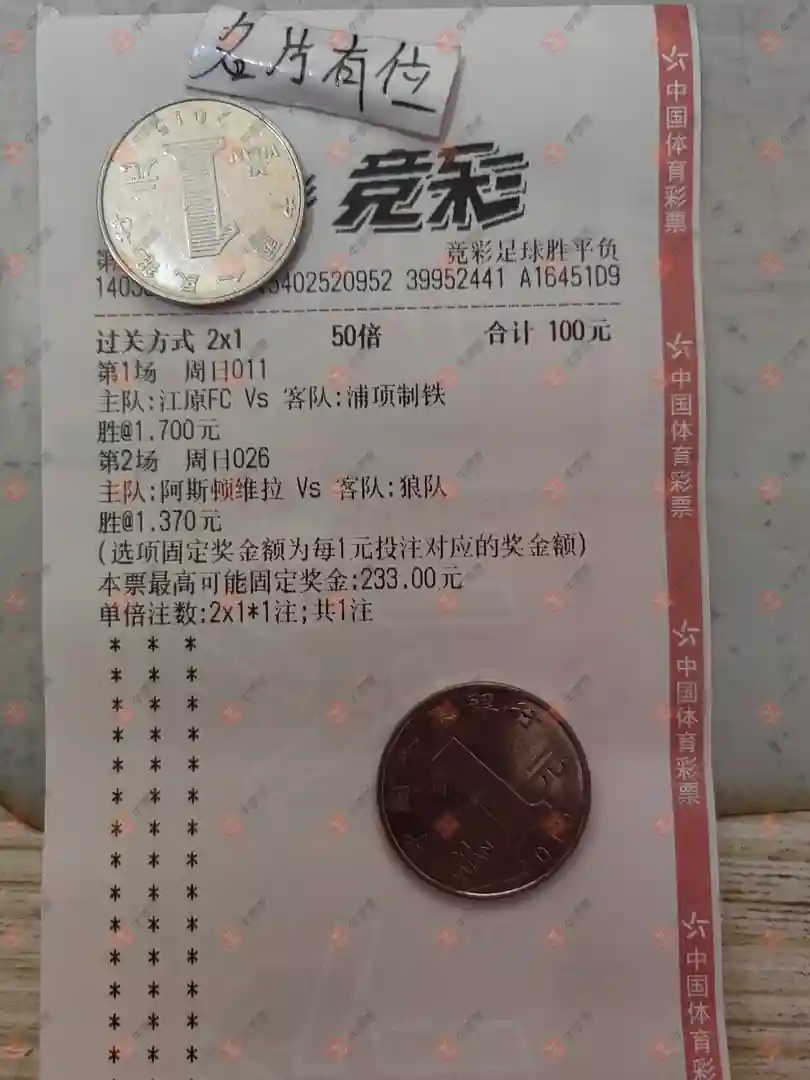 名片有位
竞彩
第
竞彩足球胜平负
5402520952 39952441 A16451D9
过关方式 2x1 50倍 合计 100元
第1场 周日011
主队:江原FC Vs 客队:浦项制铁
胜@1.700元
第2场 周日026
主队:阿斯顿维拉 Vs 客队:狼队
胜@1.370元
(选项固定奖金额为每1元投注对应的奖金额)
本票最高可能固定奖金:233.00元
单倍注数:2x1*1注;共1注
* * *
* * *
* * *
* * *
* * *
* * *
* * *
* * *
* * *
* * *
* * *
* * *
* * *
* * *
中国体育彩票
中国体育彩票
中国体育彩票
中国体育彩
1
YI YUAN
2015